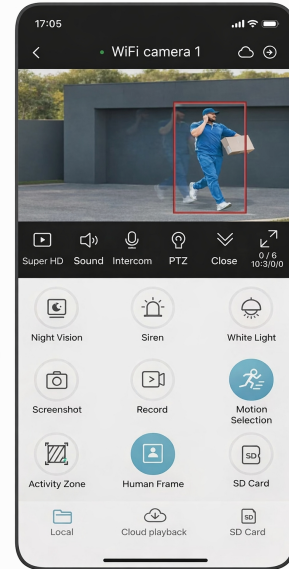 17:05
WiFi camera 1
Super HD Sound Intercom PTZ Close 0 / 6
10:3/0/0
Night Vision Siren White Light
Screenshot Record Motion
Selection
SD
Activity Zone Human Frame SD Card
SD
Local Cloud playback SD Card